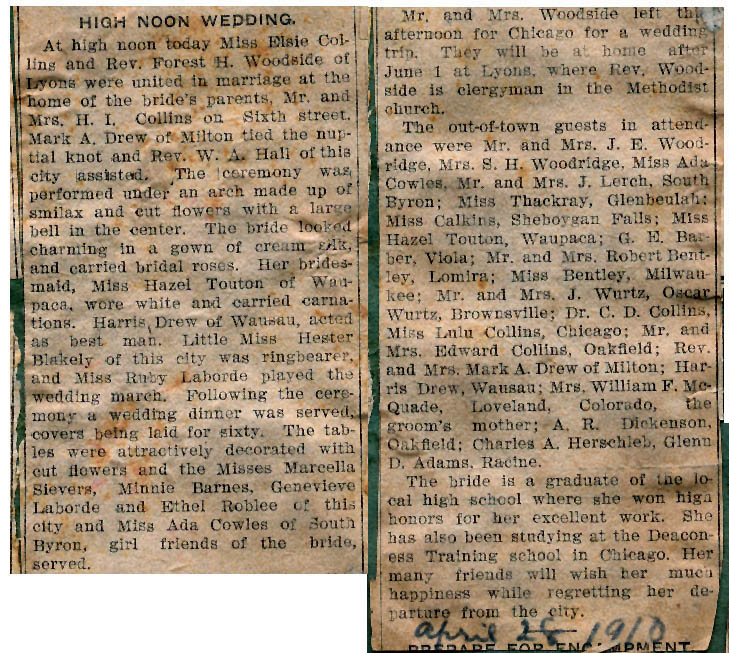 HIGH NOON WEDDING.
At high noon today Miss Elsie Col-
lins and Rev. Forest H. Woodside of
Lyons were united in marriage at the
home of the bride's parents, Mr. and
Mrs. H. I. Collins on Sixth street.
Mark A. Drew of Milton tied the nup-
tial knot and Rev. W. A. Hall of this
city assisted. The ceremony was
performed under an arch made up of
smilax and cut flowers with a large
bell in the center. The bride looked
charming in a gown of cream silk,
and carried bridal roses. Her brides-
maid, Miss Hazel Touton of Wau-
paca, wore white and carried carna-
tions. Harris Drew of Wausau, acted
as best man. Little Miss Hester
Blakely of this city was ringbearer,
and Miss Ruby Laborde played the
wedding march. Following the cere-
mony a wedding dinner was served,
covers being laid for sixty. The tab-
les were attractively decorated with
cut flowers and the Misses Marcella
Sievers, Minnie Barnes, Genevieve
Laborde and Ethel Roblee of this
city and Miss Ada Cowles of South
Byron, girl friends of the bride,
served.
Mr. and Mrs. Woodside left this
afternoon for Chicago for a wedding
trip. They will be at home after
June 1 at Lyons, where Rev. Wood-
side is clergyman in the Methodist
church.
The out-of-town guests in attend-
ance were Mr. and Mrs. J. E. Wood-
ridge, Mrs. S. H. Woodridge, Miss Ada
Cowles, Mr. and Mrs. J. Lerch, South
Byron; Miss Thackray, Glenbeulah;
Miss Calkins, Sheboygan Falls; Miss
Hazel Touton, Waupaca; G. E. Bar-
ber, Viola; Mr. and Mrs. Robert Bent-
ley, Lomira; Miss Bentley, Milwau-
kee; Mr. and Mrs. J. Wurtz, Oscar
Wurtz, Brownsville; Dr. C. D. Collins,
Miss Lulu Collins, Chicago; Mr. and
Mrs. Edward Collins, Oakfield; Rev.
and Mrs. Mark A. Drew of Milton; Har-
ris Drew, Wausau; Mrs. William F. Mc-
Quade, Loveland, Colorado, the
groom's mother; A. R. Dickenson,
Oakfield; Charles A. Herschleb, Glenn
D. Adams, Racine.
The bride is a graduate of the lo-
cal high school where she won high
honors for her excellent work. She
has also been studying at the Deacon-
ess Training school in Chicago. Her
many friends will wish her much
happiness while regretting her de-
parture from the city.
april 28 1910
PREPARE FOR ENCAMPMENT